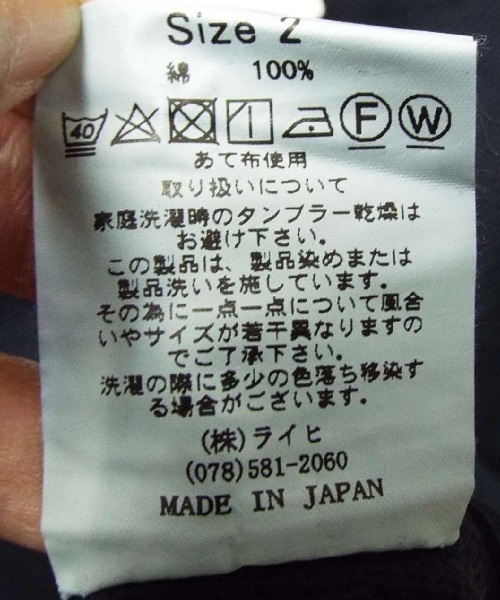 Size 2
綿 100%
40 F W
あて布使用
取り扱いについて
家庭洗濯時のタンブラー乾燥は
お避け下さい。
この製品は、製品染めまたは
製品洗いを施しています。
その為に一点一点について風合
いやサイズが若干異なりますの
でご了承下さい。
洗濯の際に多少の色落ち移染す
る場合がございます。
(株)ライヒ
(078)581-2060
MADE IN JAPAN